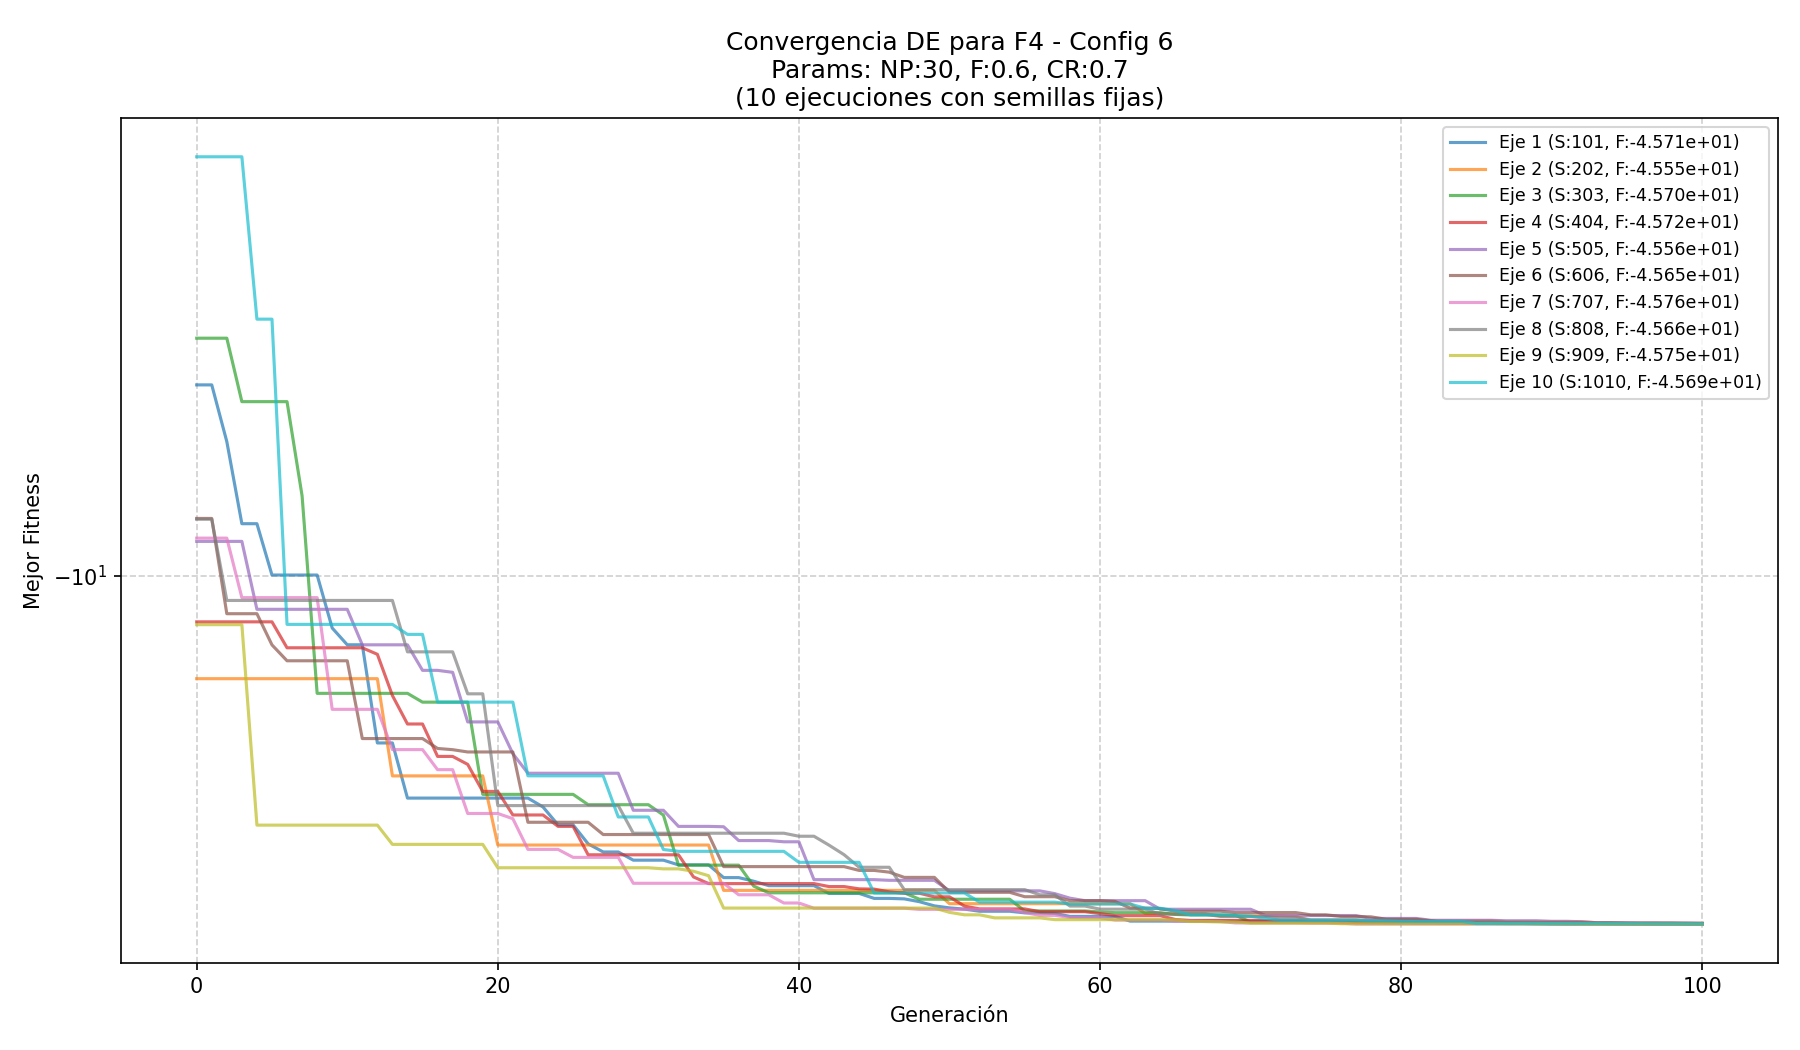 Convergencia DE para F4 - Config 6
Params: NP:30, F:0.6, CR:0.7
(10 ejecuciones con semillas fijas)
Eje 1 (S:101, F:-4.571e+01)
Eje 2 (S:202, F:-4.555e+01)
Eje 3 (S:303, F:-4.570e+01)
Eje 4 (S:404, F:-4.572e+01)
Eje 5 (S:505, F:-4.556e+01)
Eje 6 (S:606, F:-4.565e+01)
Eje 7 (S:707, F:-4.576e+01)
Eje 8 (S:808, F:-4.566e+01)
Eje 9 (S:909, F:-4.575e+01)
Eje 10 (S:1010, F:-4.569e+01)
Mejor Fitness
−10¹
0 20 40 60 80 100
Generación